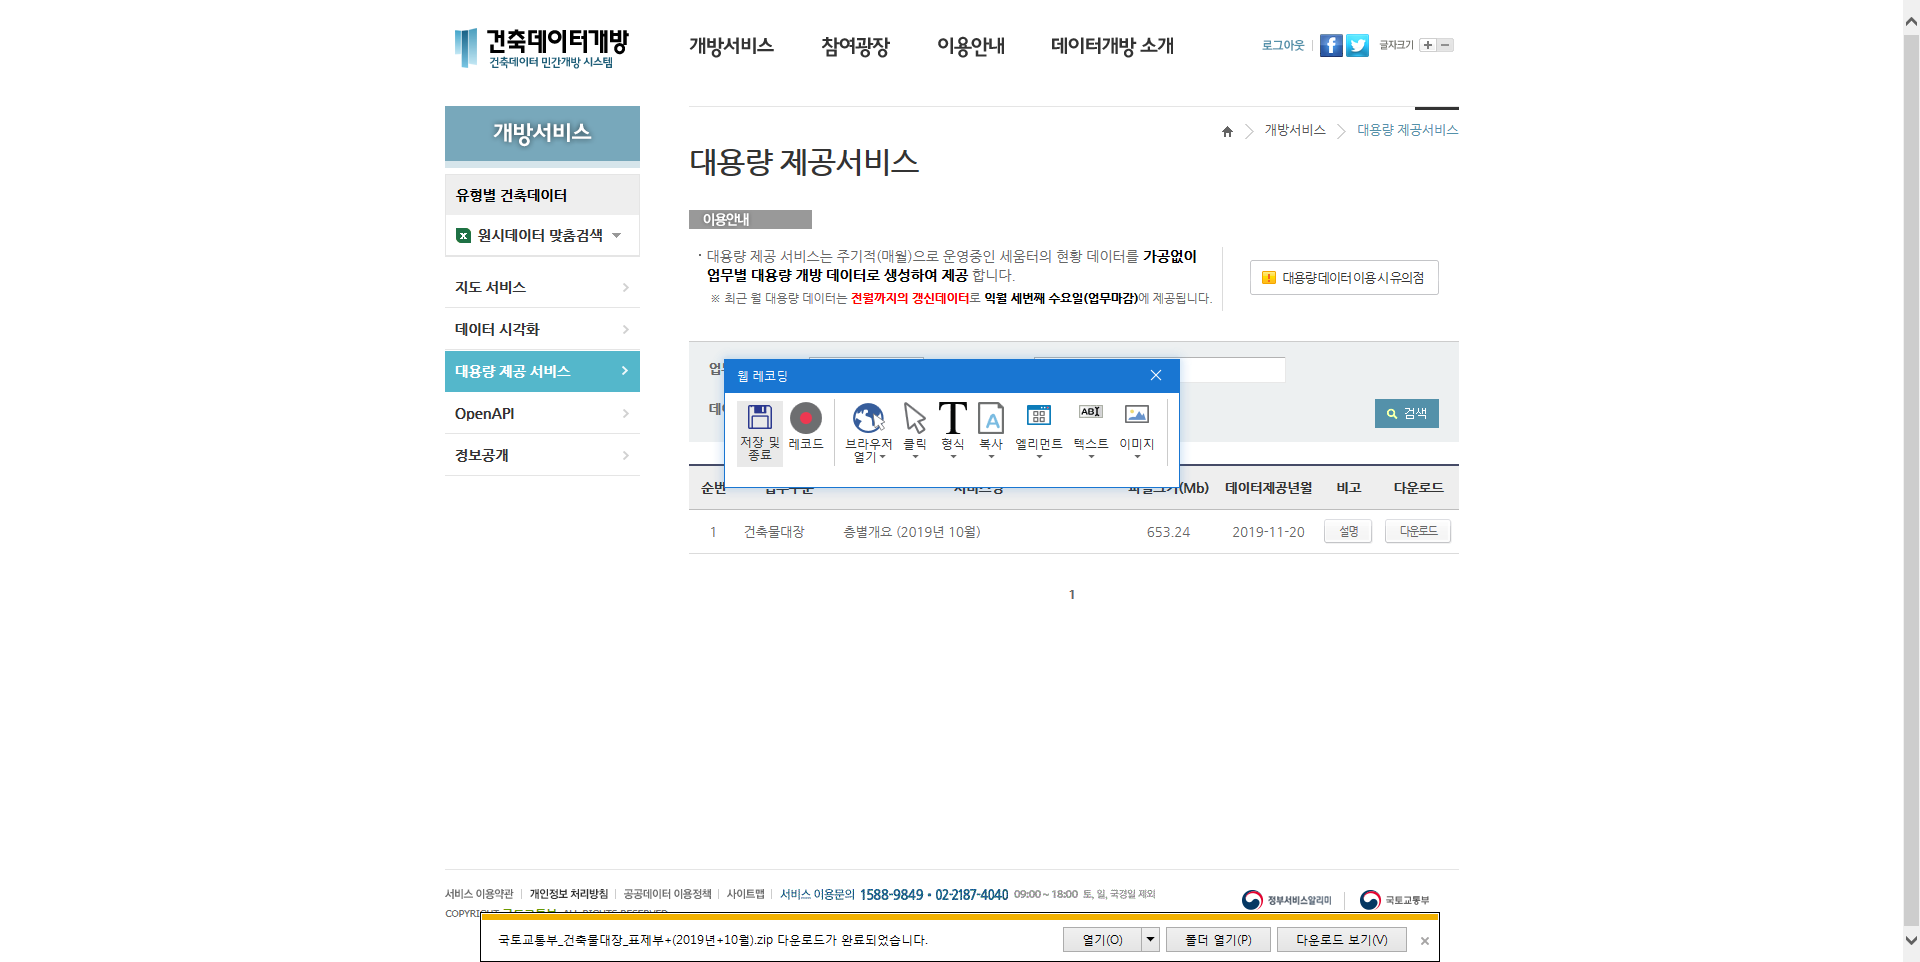 건축데이터개방
건축데이터 민간개방 시스템
개방서비스 참여광장 이용안내 데이터개방 소개
로그아웃 글자크기
개방서비스
유형별 건축데이터
원시데이터 맞춤검색
지도 서비스
데이터 시각화
대용량 제공 서비스
OpenAPI
정보공개
개방서비스 대용량 제공서비스
대용량 제공서비스
이용안내
· 대용량 제공 서비스는 주기적(매월)으로 운영중인 세움터의 현황 데이터를 가공없이
업무별 대용량 개방 데이터로 생성하여 제공 합니다.
※ 최근 월 대용량 데이터는 전월까지의 갱신데이터로 익월 세번째 수요일(업무마감)에 제공됩니다.
대용량 데이터 이용 시 유의점
검색
웹 레코딩
저장 및 종료
레코드
브라우저 열기
클릭
형식
복사
엘리먼트
텍스트
이미지
순번 업무구분 서비스명 파일크기(Mb) 데이터제공년월 비고 다운로드
1 건축물대장 층별개요 (2019년 10월) 653.24 2019-11-20 설명 다운로드
1
서비스 이용약관 개인정보 처리방침 공공데이터 이용정책 사이트맵 서비스 이용문의 1588-9849 • 02-2187-4040 09:00 ~ 18:00 토, 일, 국경일 제외
정부서비스알리미 국토교통부
COPYRIGHT 국토교통부. ALL RIGHTS RESERVED.
국토교통부_건축물대장_표제부+(2019년+10월).zip 다운로드가 완료되었습니다.
열기(O) 폴더 열기(P) 다운로드 보기(V)